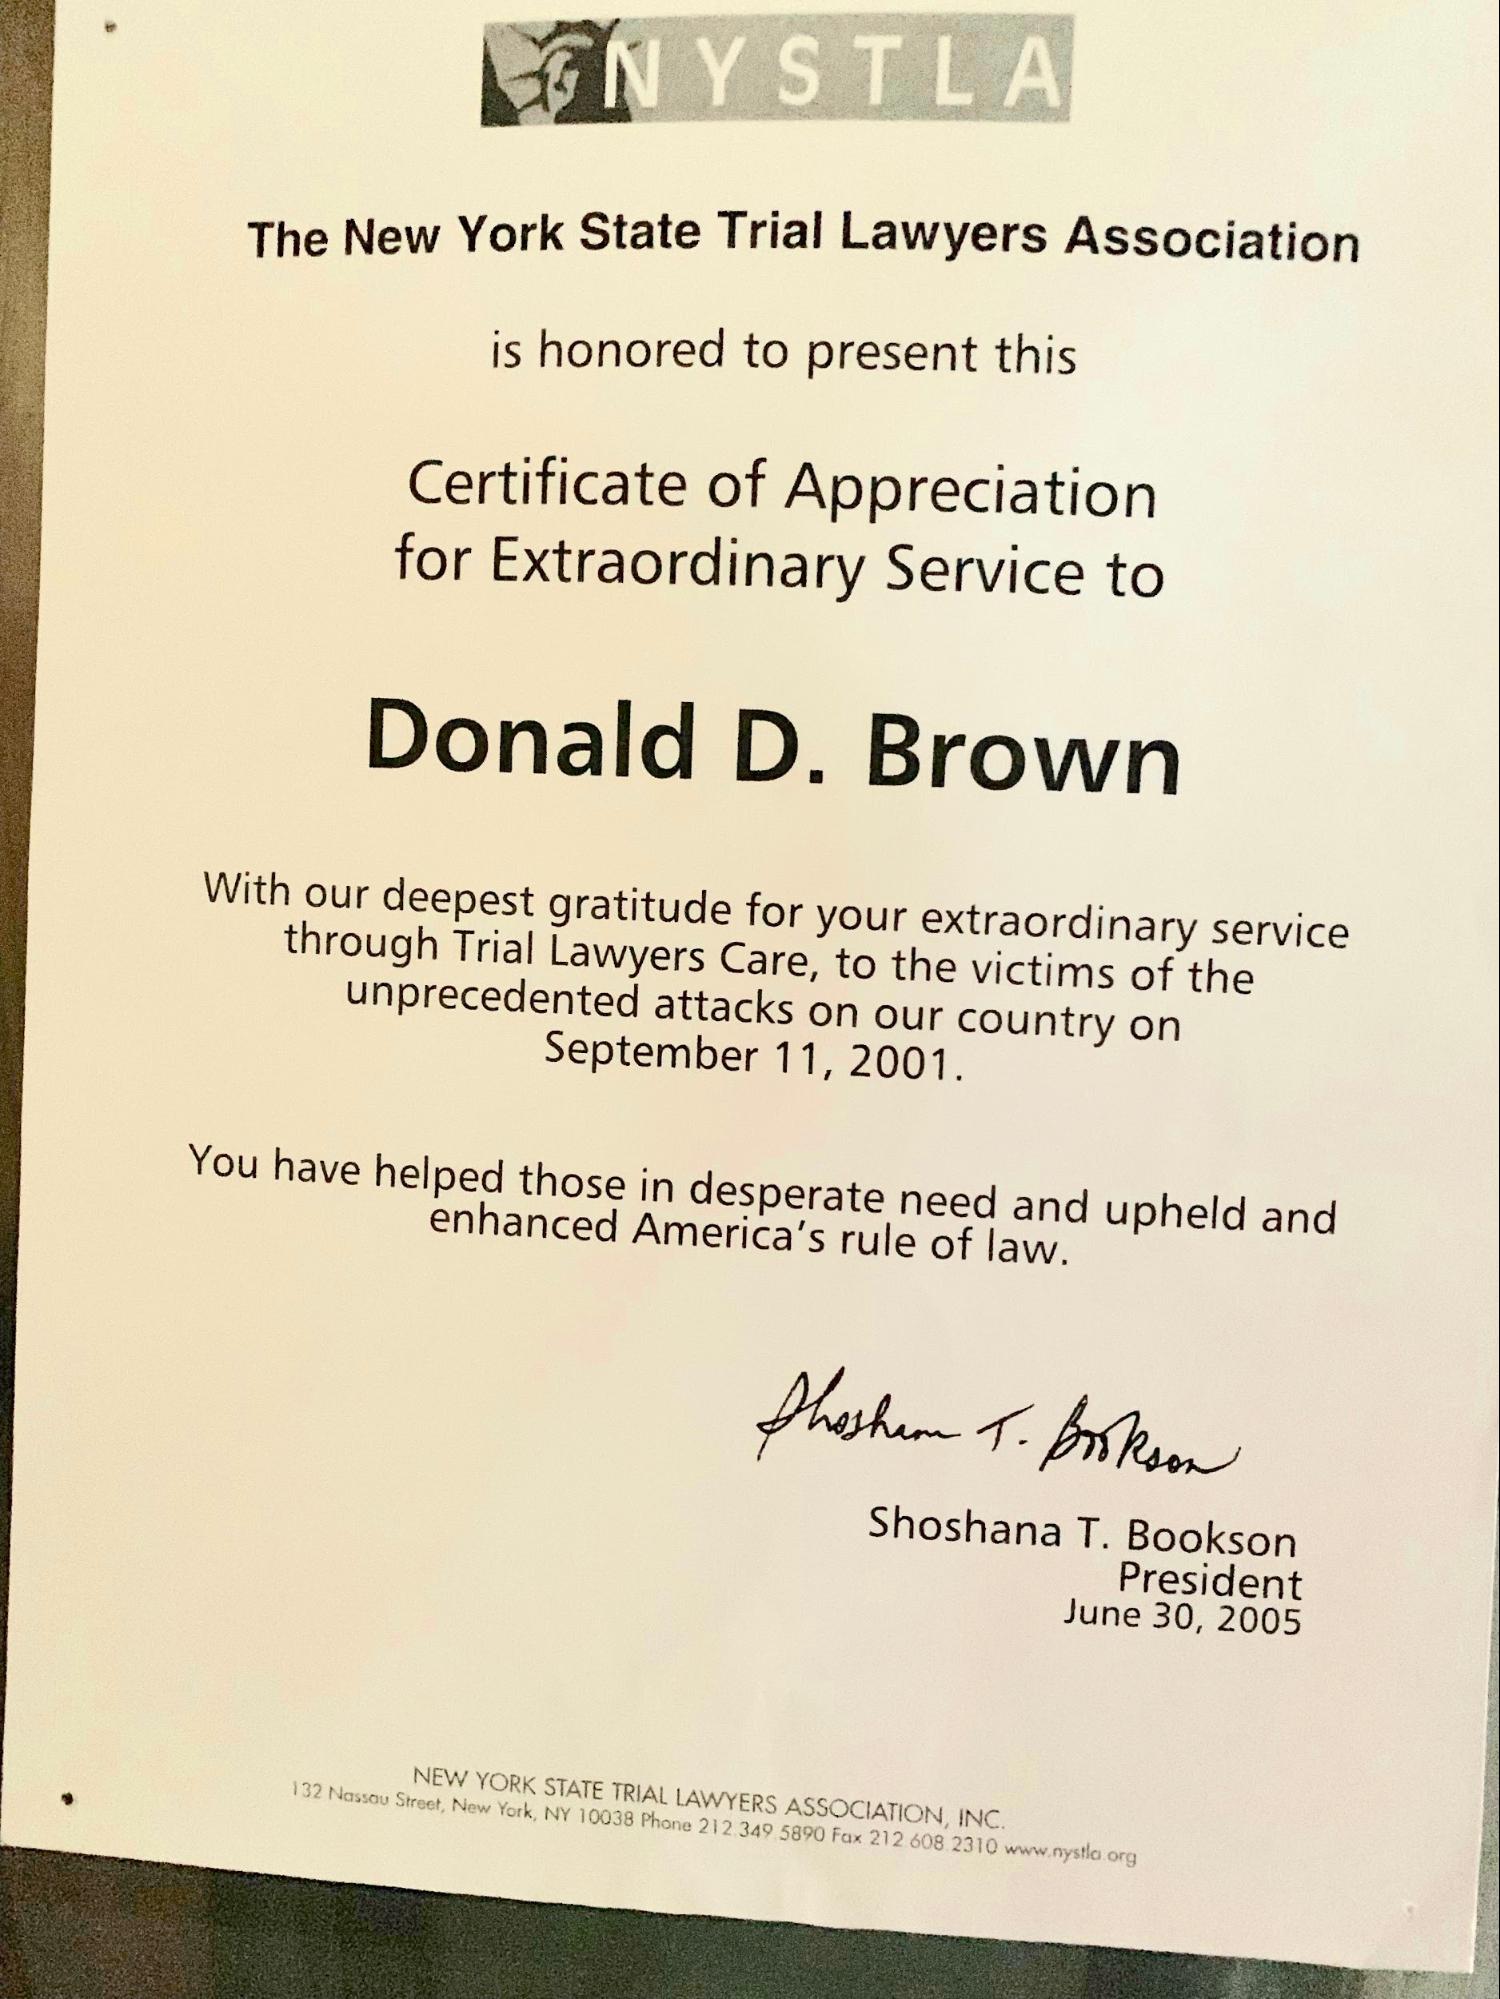 NYSTLA
The New York State Trial Lawyers Association
is honored to present this
Certificate of Appreciation
for Extraordinary Service to
Donald D. Brown
With our deepest gratitude for your extraordinary service
through Trial Lawyers Care, to the victims of the
unprecedented attacks on our country on
September 11, 2001.
You have helped those in desperate need and upheld and
enhanced America's rule of law.
Shoshana T. Bookson
Shoshana T. Bookson
President
June 30, 2005
NEW YORK STATE TRIAL LAWYERS ASSOCIATION, INC.
132 Nassau Street, New York, NY 10038 Phone 212.349.5890 Fax 212.608.2310 www.nystla.org